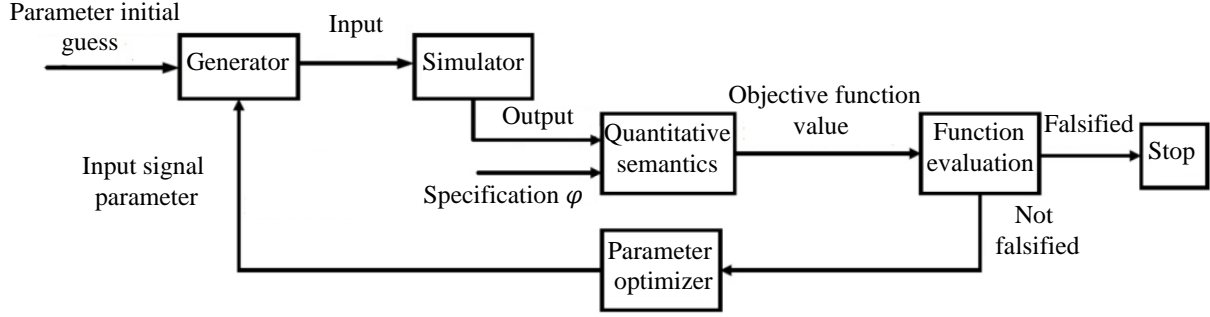 Parameter initial
guess
Generator
Input
Simulator
Output
Specification φ
Quantitative
semantics
Objective function
value
Function
evaluation
Falsified
Stop
Not
falsified
Parameter
optimizer
Input signal
parameter